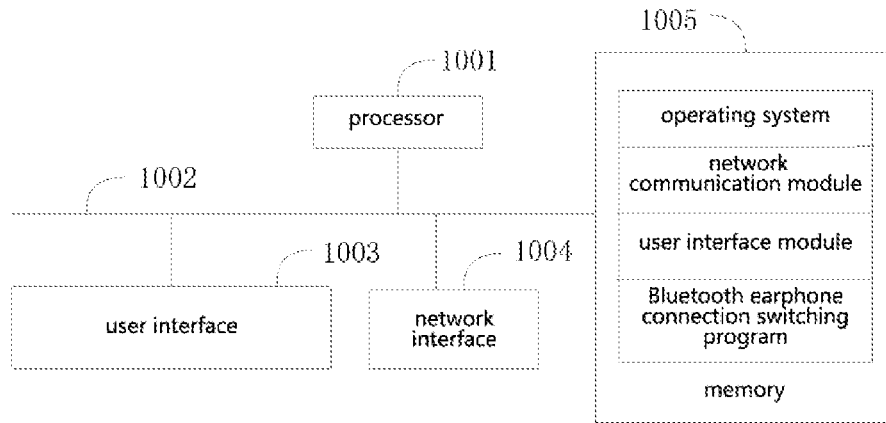 1005
1001
processor
operating system
network
communication module
1002
user interface module
1003
1004
user interface
network
interface
Bluetooth earphone
connection switching
program
memory